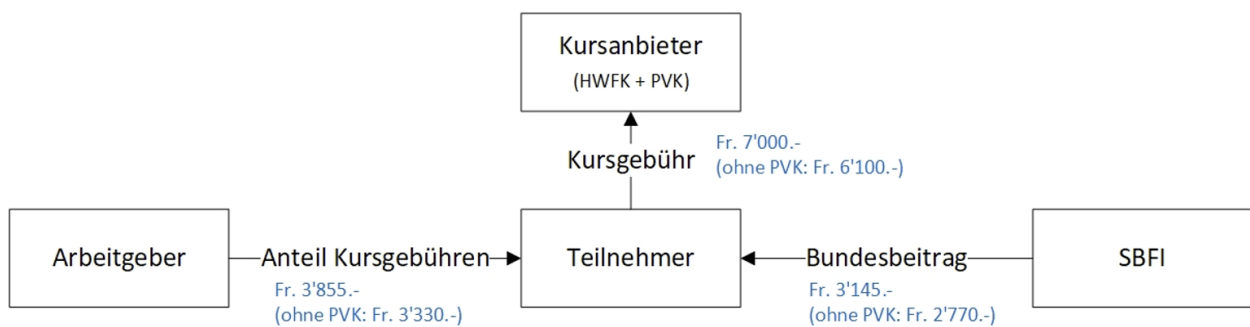 Kursanbieter
(HWFK + PVK)
Kursgebühr
Fr. 7'000.-
(ohne PVK: Fr. 6'100.-)
Arbeitgeber
Anteil Kursgebühren
Fr. 3'855.-
(ohne PVK: Fr. 3'330.-)
Teilnehmer
Bundesbeitrag
Fr. 3'145.-
(ohne PVK: Fr. 2'770.-)
SBFI